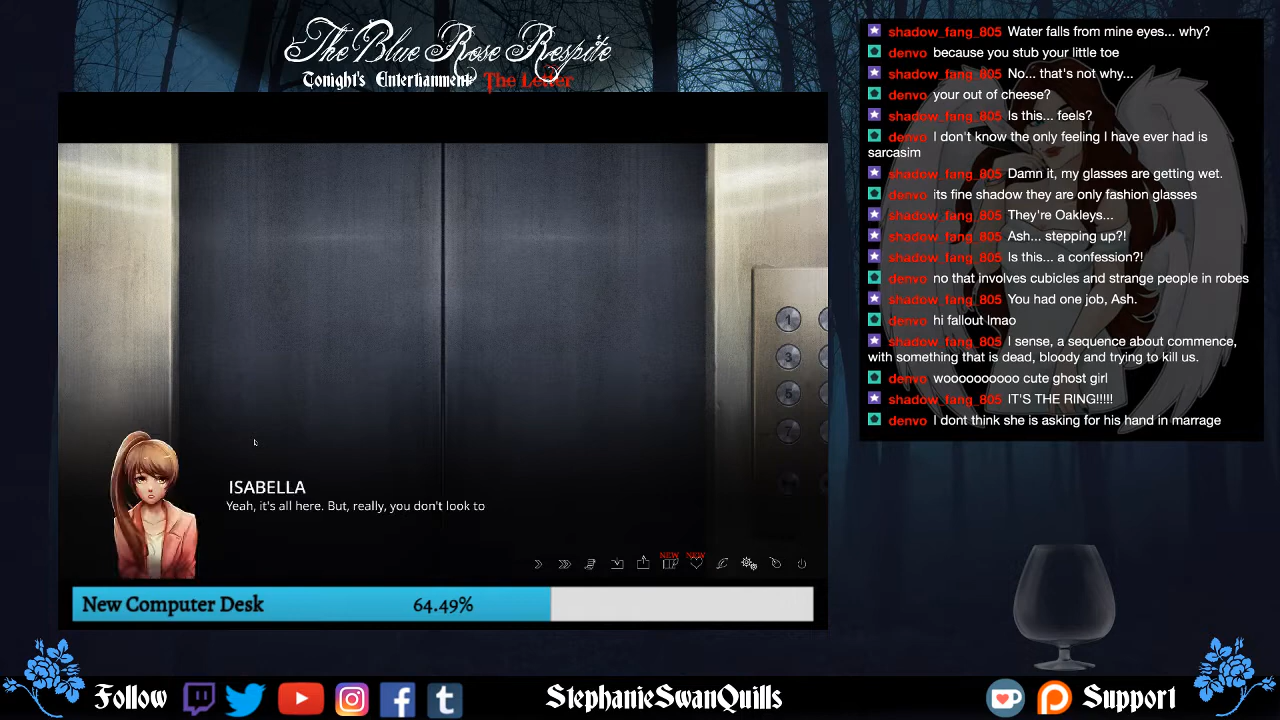 The Blue Rose Respite
Tonight's Entertainment: The Letter
shadow_fang_805 Water falls from mine eyes... why?
denvo because you stub your little toe
shadow_fang_805 No... that's not why...
denvo your out of cheese?
shadow_fang_805 Is this... feels?
denvo I don't know the only feeling I have ever had is
sarcasim
shadow_fang_805 Damn it, my glasses are getting wet.
denvo its fine shadow they are only fashion glasses
shadow_fang_805 They're Oakleys...
shadow_fang_805 Ash... stepping up?!
shadow_fang_805 Is this... a confession?!
denvo no that involves cubicles and strange people in robes
shadow_fang_805 You had one job, Ash.
denvo hi fallout lmao
shadow_fang_805 I sense, a sequence about commence,
with something that is dead, bloody and trying to kill us.
denvo woooooooooo cute ghost girl
shadow_fang_805 IT'S THE RING!!!!!
denvo I dont think she is asking for his hand in marrage
1
3
5
7
ISABELLA
Yeah, it's all here. But, really, you don't look to
NEW NEW
New Computer Desk 64.49%
Follow StephanieSwanQuills Support